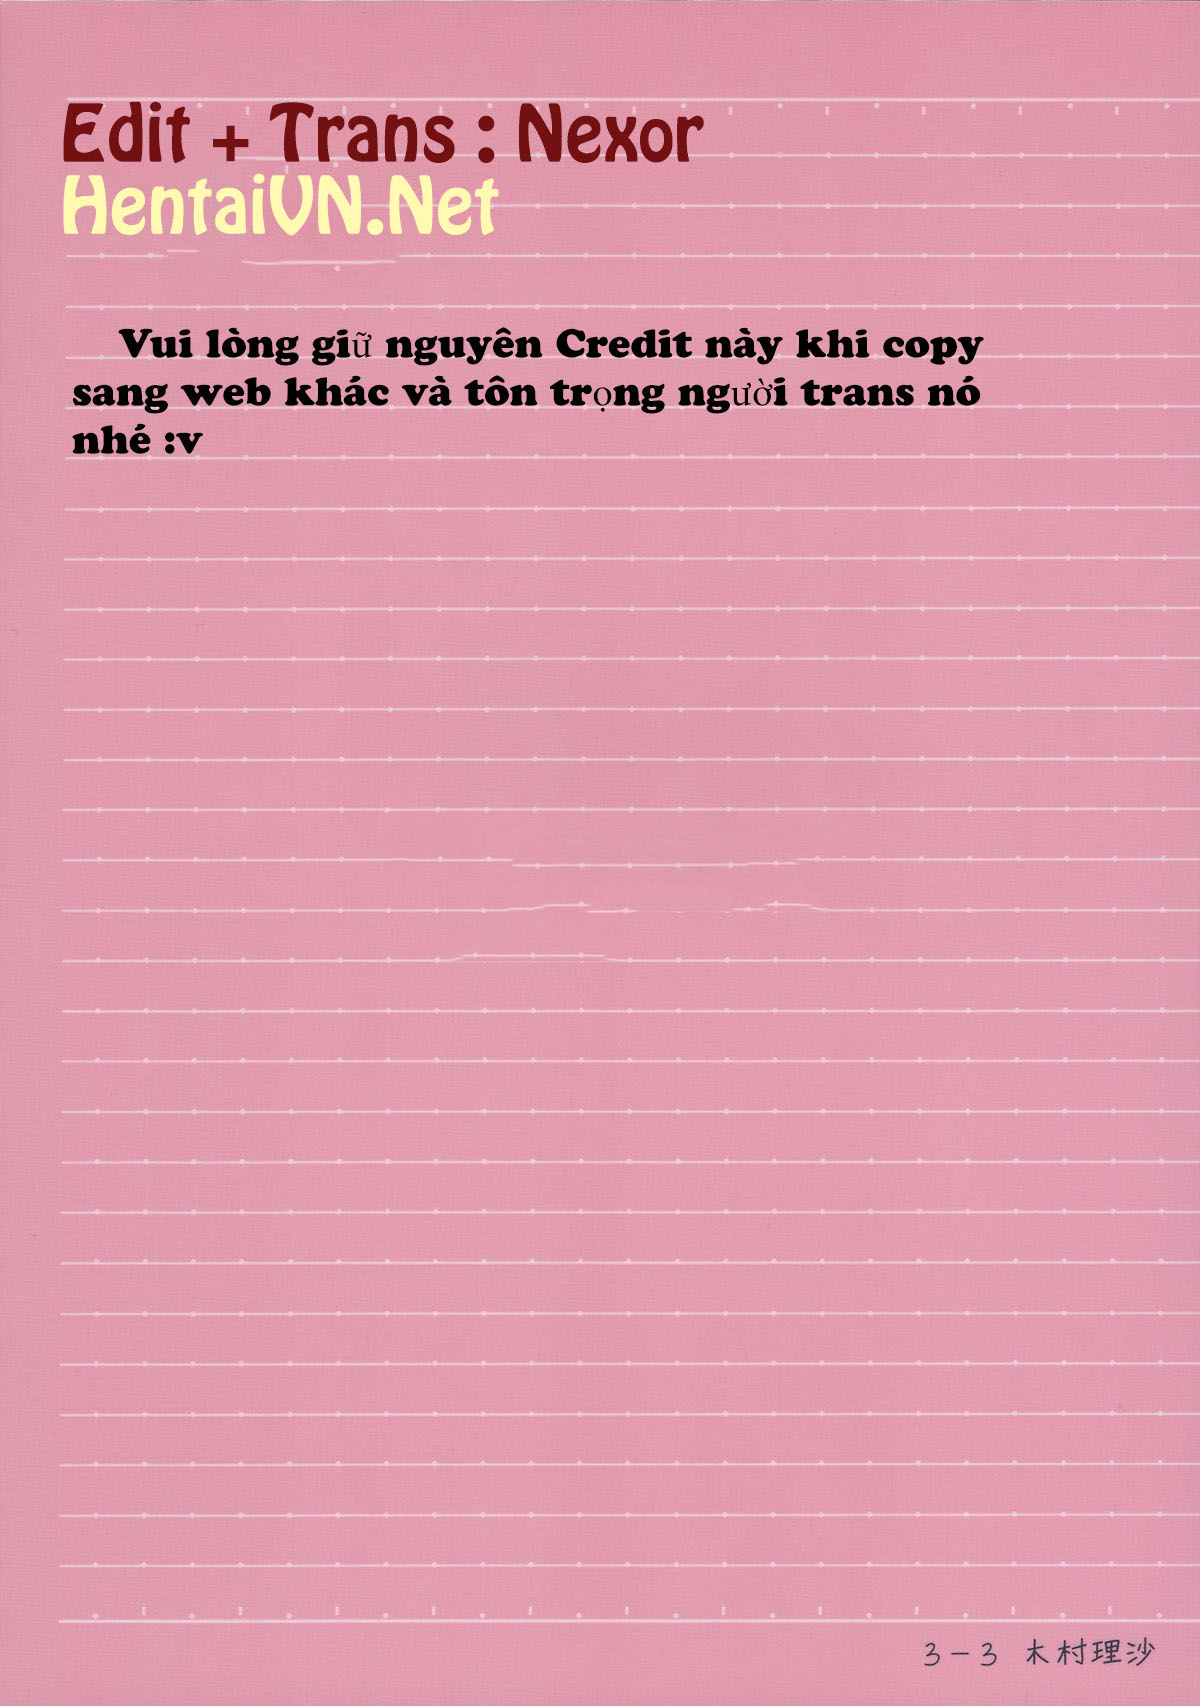 Edit + Trans : Nexor
HentaiVN.Net
Vui lòng giữ nguyên Credit này khi copy
sang web khác và tôn trọng người trans nó
nhé :v
3-3 木村理沙